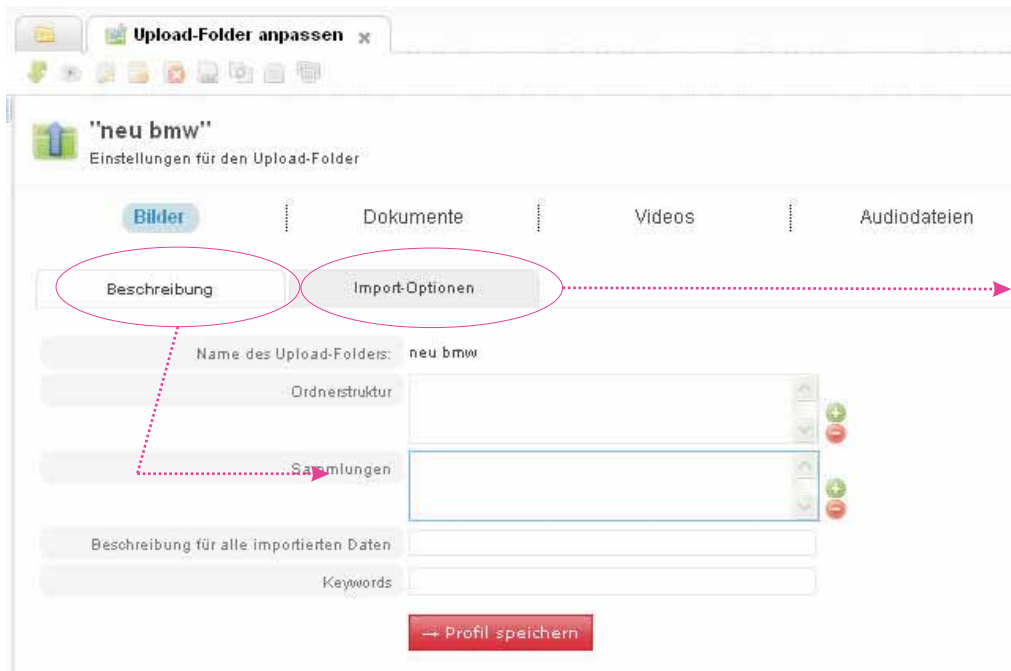 Upload-Folder anpassen
"neu bmw"
Einstellungen für den Upload-Folder
Bilder
Dokumente
Videos
Audiodateien
Beschreibung
Import-Optionen
Name des Upload-Folders: neu bmw
Ordnerstruktur
Sammlungen
Beschreibung für alle importierten Daten
Keywords
→ Profil speichern